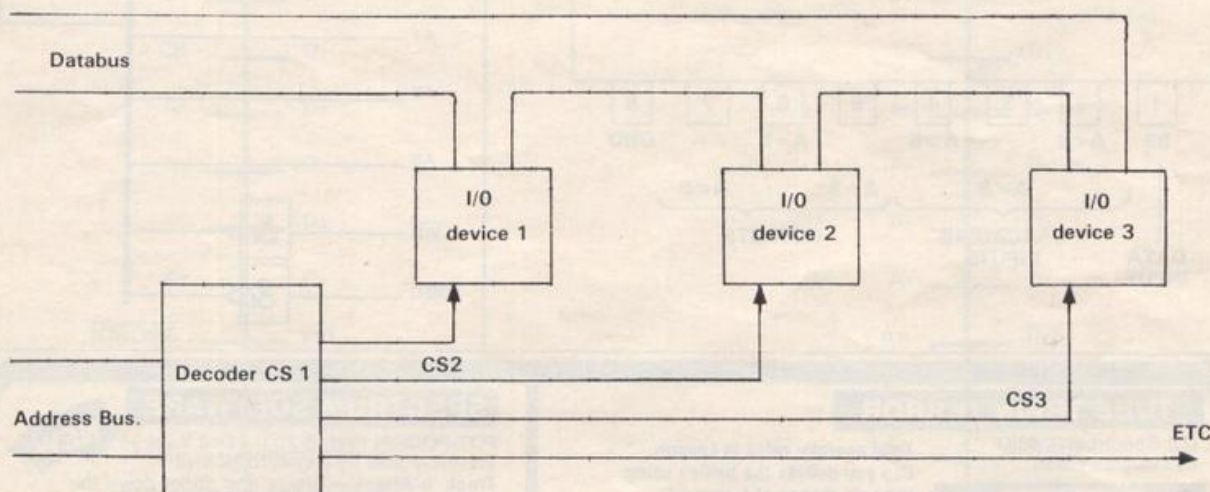 Databus
I/0
device 1
I/0
device 2
I/0
device 3
Decoder CS 1
CS2
CS3
Address Bus.
ETC